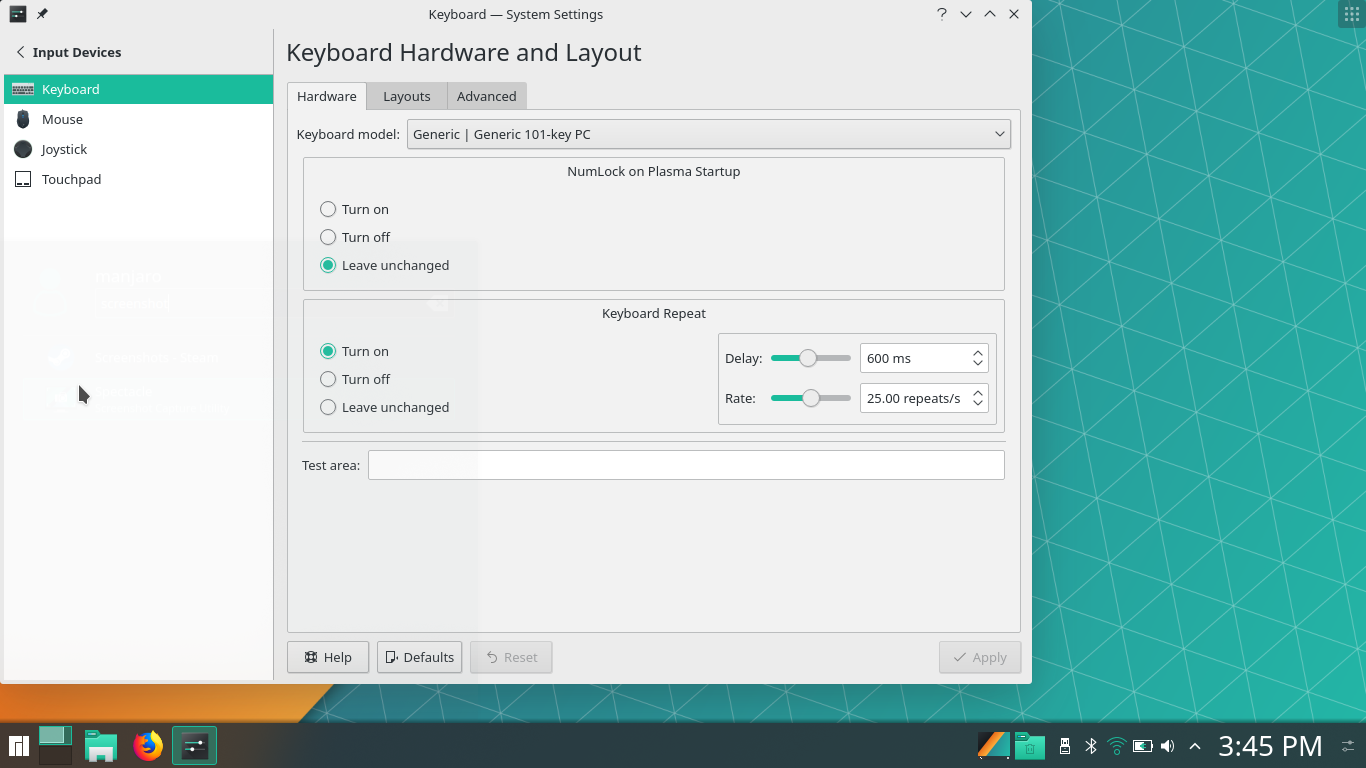 Keyboard — System Settings
Input Devices
Keyboard
Mouse
Joystick
Touchpad
Keyboard Hardware and Layout
Hardware
Layouts
Advanced
Keyboard model: Generic | Generic 101-key PC
NumLock on Plasma Startup
Turn on
Turn off
Leave unchanged
Keyboard Repeat
Turn on
Turn off
Leave unchanged
Delay: 600 ms
Rate: 25.00 repeats/s
Test area:
Help
Defaults
Reset
Apply
manjaro
3:45 PM